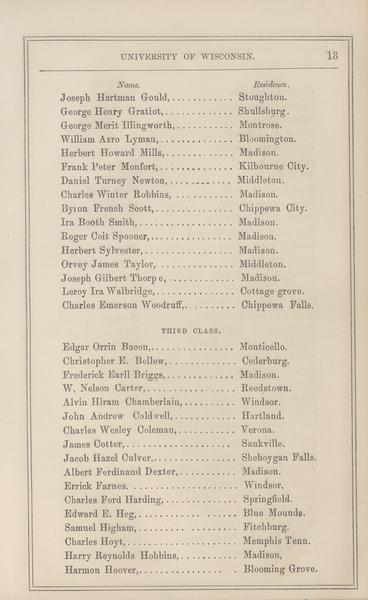 UNIVERSITY OF WISCONSIN. 13
Name. Residence.
Joseph Hartman Gould,............ Stoughton.
George Henry Gratiot,............. Shullsburg.
George Merit Illingworth,........... Montrose.
William Azro Lyman,.............. Bloomington.
Herbert Howard Mills,............. Madison.
Frank Peter Monfort,.............. Kilbourne City.
Daniel Turney Newton,............ Middleton.
Charles Winter Robbins,............ Madison.
Byron French Scott,............... Chippewa City.
Ira Booth Smith,.................. Madison.
Roger Coit Spooner,............... Madison.
Herbert Sylvester,................ Madison.
Orvey James Taylor,.............. Middleton.
Joseph Gilbert Thorpe,............ Madison.
Leroy Ira Walbridge,............... Cottage grove.
Charles Emerson Woodruff,......... Chippewa Falls.
THIRD CLASS.
Edgar Orrin Bacon,................ Monticello.
Christopher E. Bellew,............. Cederburg.
Frederick Earll Briggs,............. Madison.
W. Nelson Carter,................. Reedstown.
Alvin Hiram Chamberlain,.......... Windsor.
John Andrew Coldwell,............ Hartland.
Charles Wesley Coleman,........... Verona.
James Cotter,..................... Saukville.
Jacob Hazel Culver,................ Sheboygan Falls.
Albert Ferdinand Dexter,........... Madison.
Errick Farnes..................... Windsor.
Charles Ford Harding,............. Springfield.
Edward E. Heg,................... Blue Mounds.
Samuel Higham,.................. Fitchburg.
Charles Hoyt,..................... Memphis Tenn.
Harry Reynolds Hobbins,........... Madison,
Harmon Hoover,................. Blooming Grove.